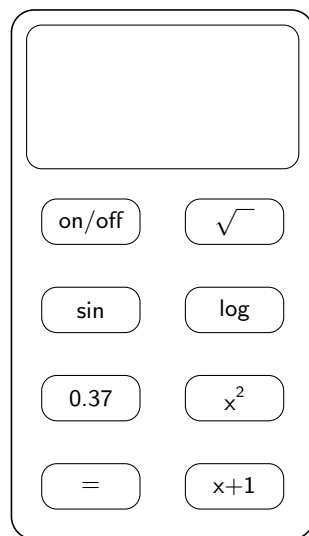 on/off √
sin log
0.37 x²
= x+1